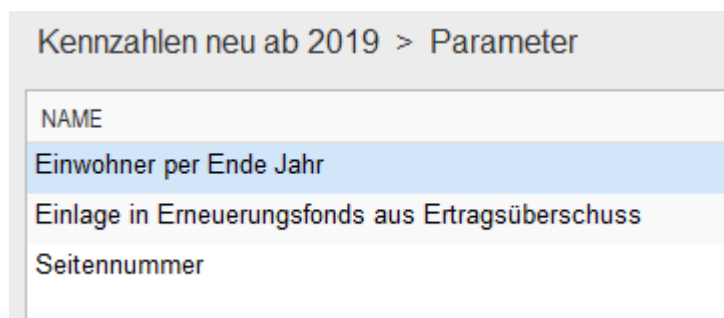 Kennzahlen neu ab 2019 > Parameter
NAME
Einwohner per Ende Jahr
Einlage in Erneuerungsfonds aus Ertragsüberschuss
Seitennummer